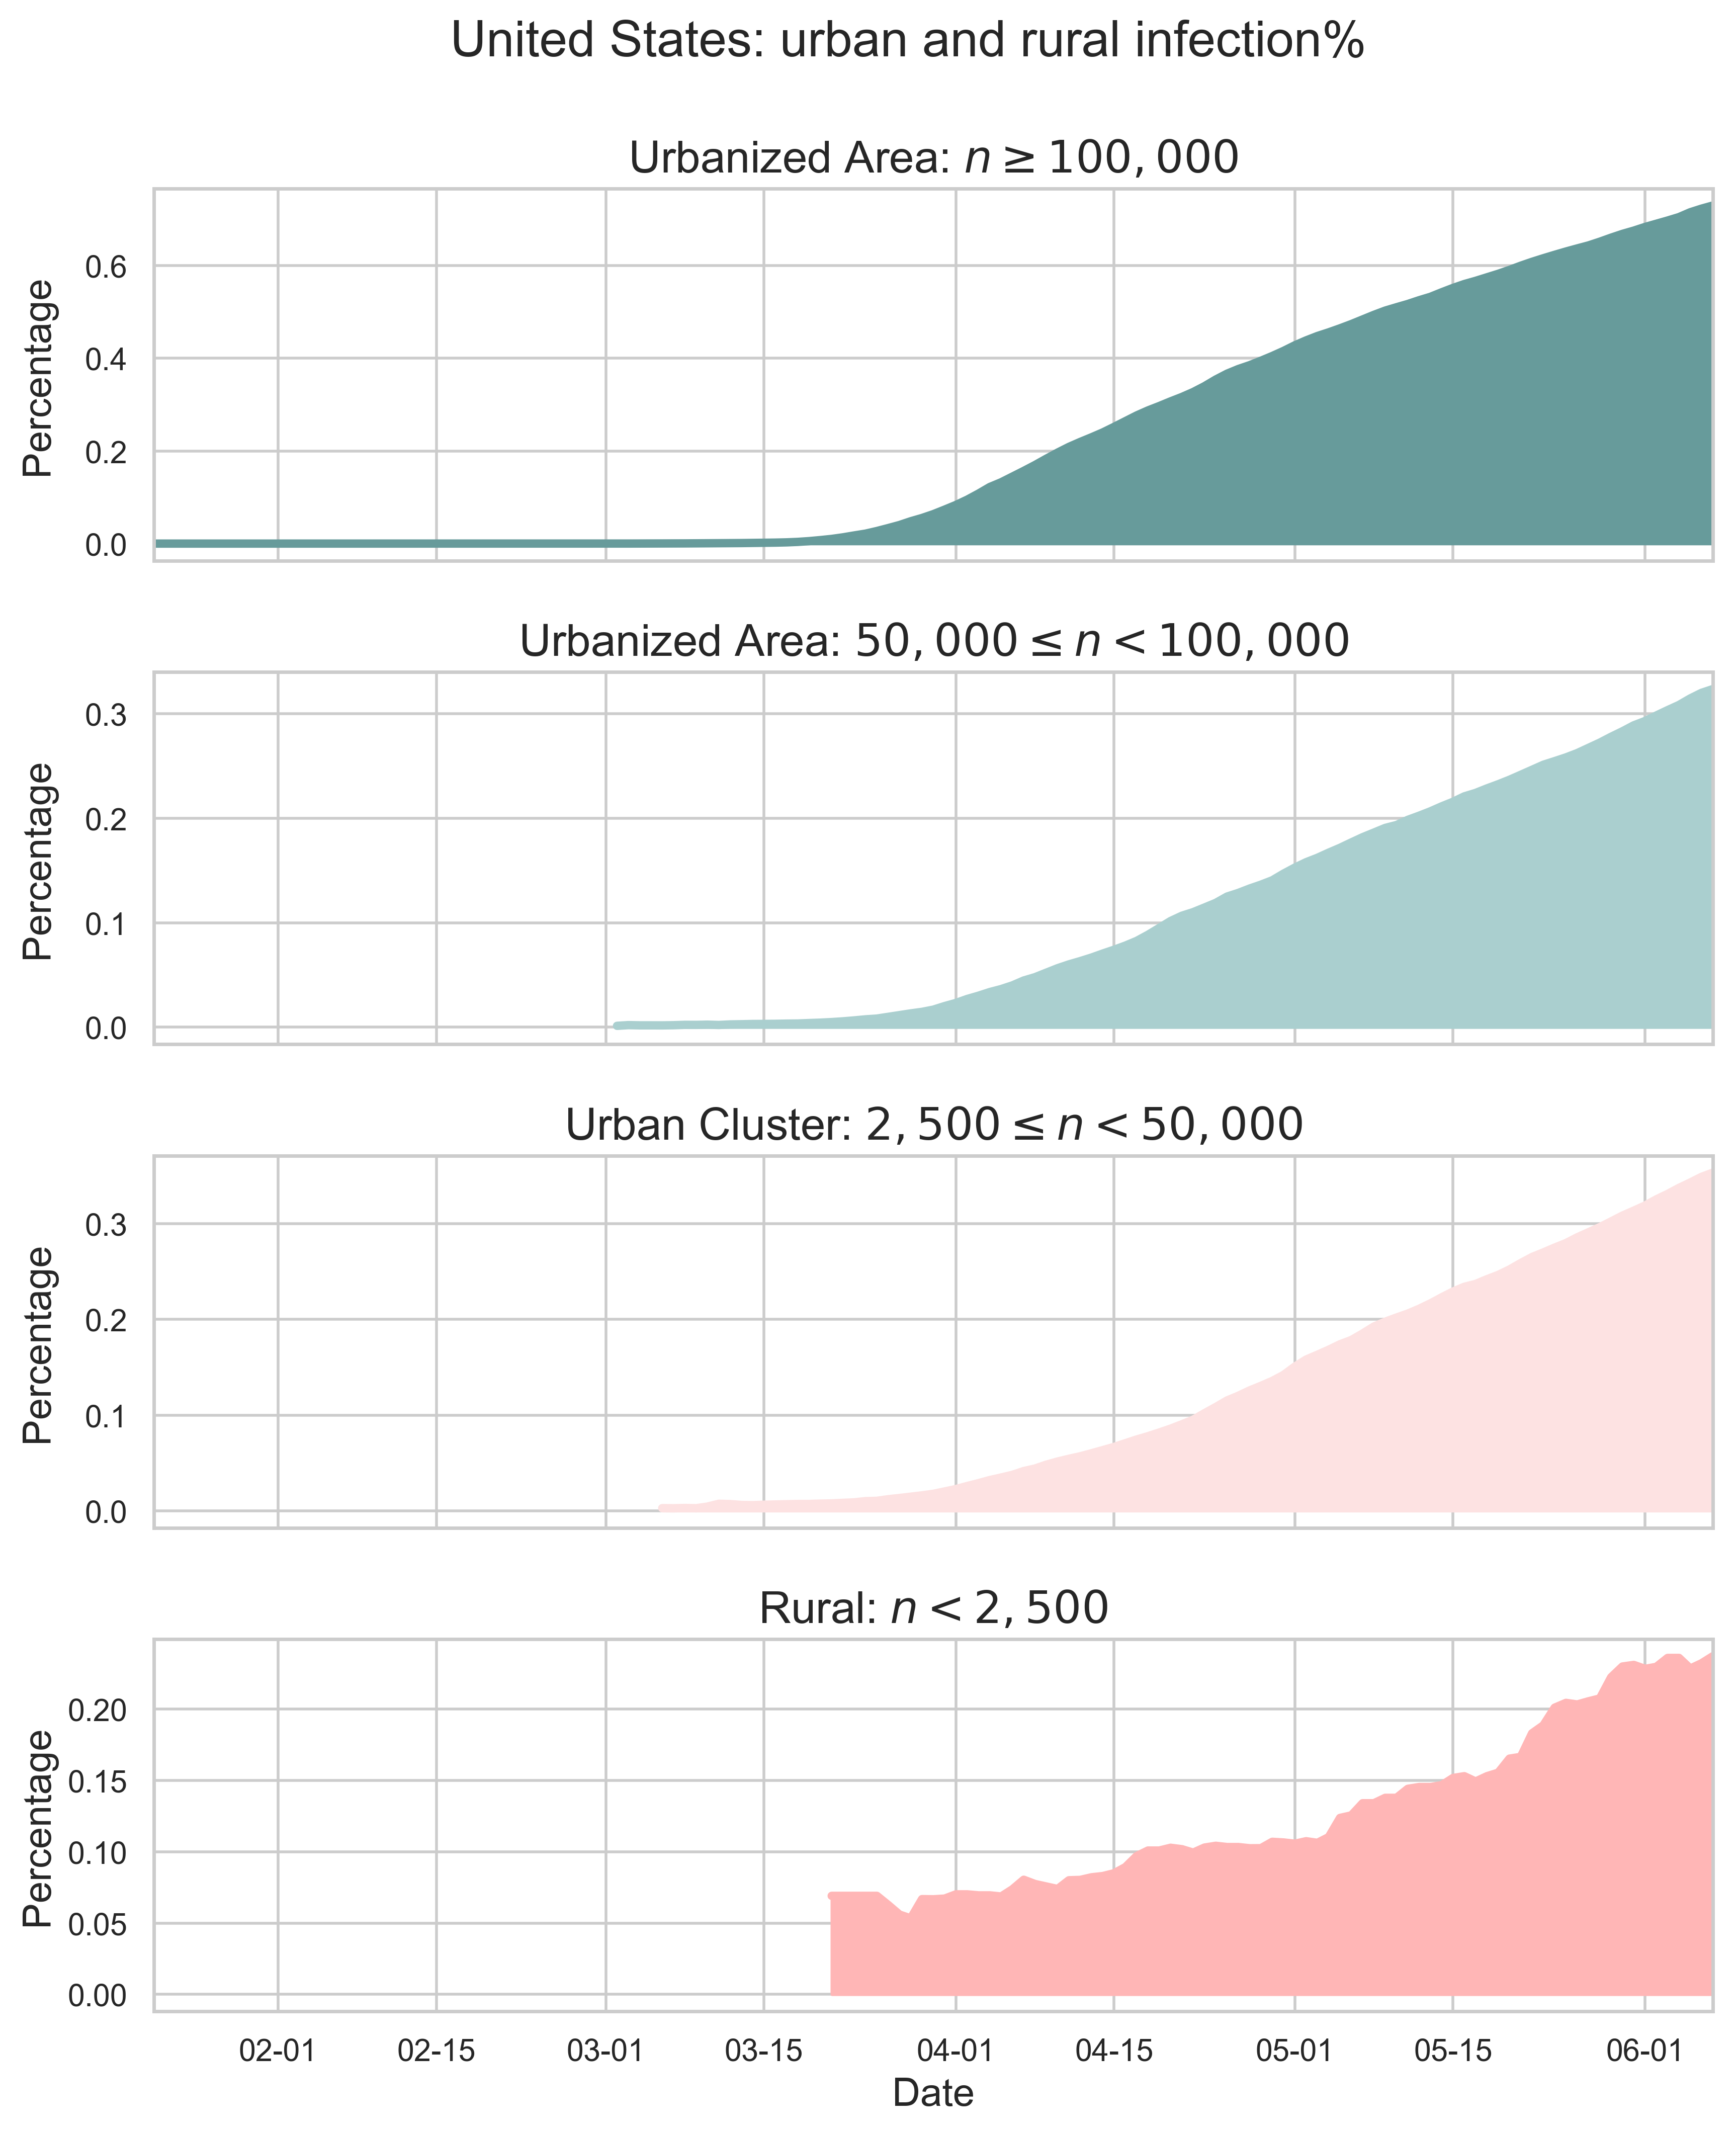 United States: urban and rural infection%
Urbanized Area: n ≥ 100,000
Percentage
0.6
0.4
0.2
0.0
Urbanized Area: 50,000 ≤ n < 100,000
Percentage
0.3
0.2
0.1
0.0
Urban Cluster: 2,500 ≤ n < 50,000
Percentage
0.3
0.2
0.1
0.0
Rural: n < 2,500
Percentage
0.20
0.15
0.10
0.05
0.00
02-01 02-15 03-01 03-15 04-01 04-15 05-01 05-15 06-01
Date